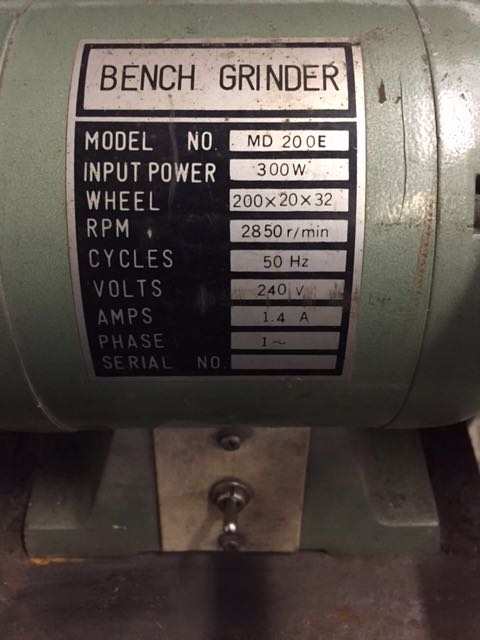 BENCH GRINDER
MODEL NO. MD 200E
INPUT POWER 300W
WHEEL 200×20×32
RPM 2850 r/min
CYCLES 50 Hz
VOLTS 240 V
AMPS 1.4 A
PHASE 1~
SERIAL NO.